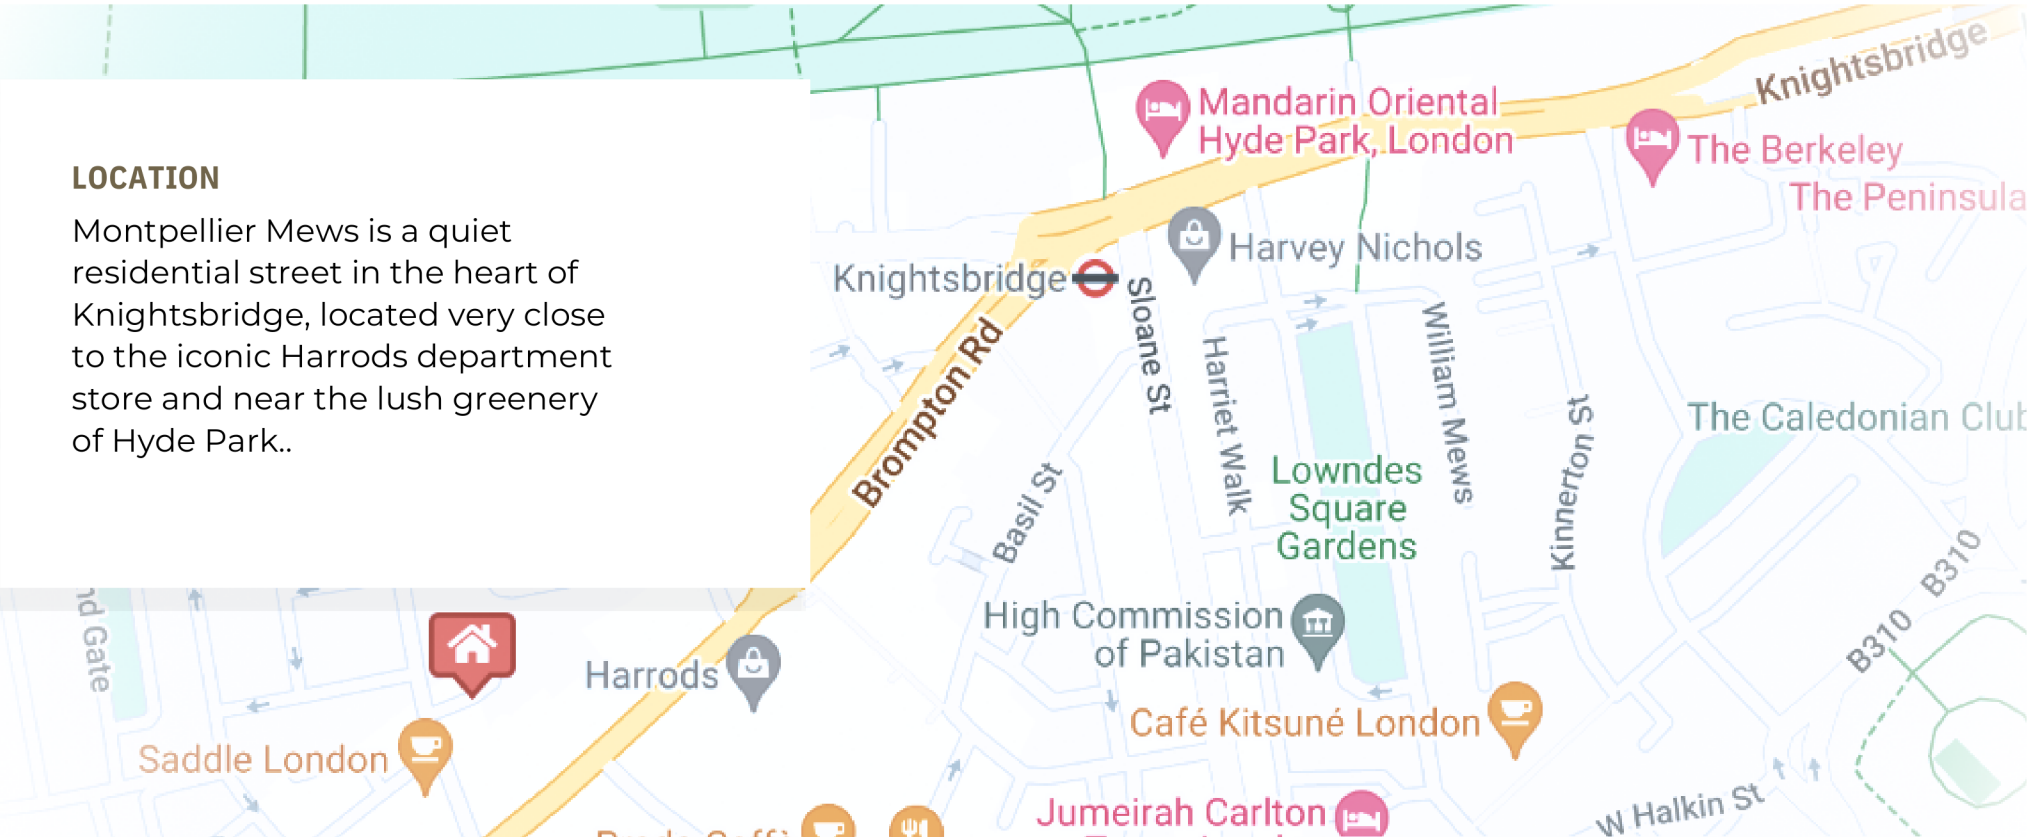 LOCATION
Montpellier Mews is a quiet
residential street in the heart of
Knightsbridge, located very close
to the iconic Harrods department
store and near the lush greenery
of Hyde Park..
Knightsbridge
Mandarin Oriental
Hyde Park, London
The Berkeley
The Peninsula
Harvey Nichols
Knightsbridge
Sloane St
Brompton Rd
Harriet Walk
William Mews
Kinnerton St
The Caledonian Club
Basil St
Lowndes
Square
Gardens
B310
B310
High Commission
of Pakistan
Gate
Harrods
Café Kitsuné London
Saddle London
W Halkin St
Jumeirah Carlton